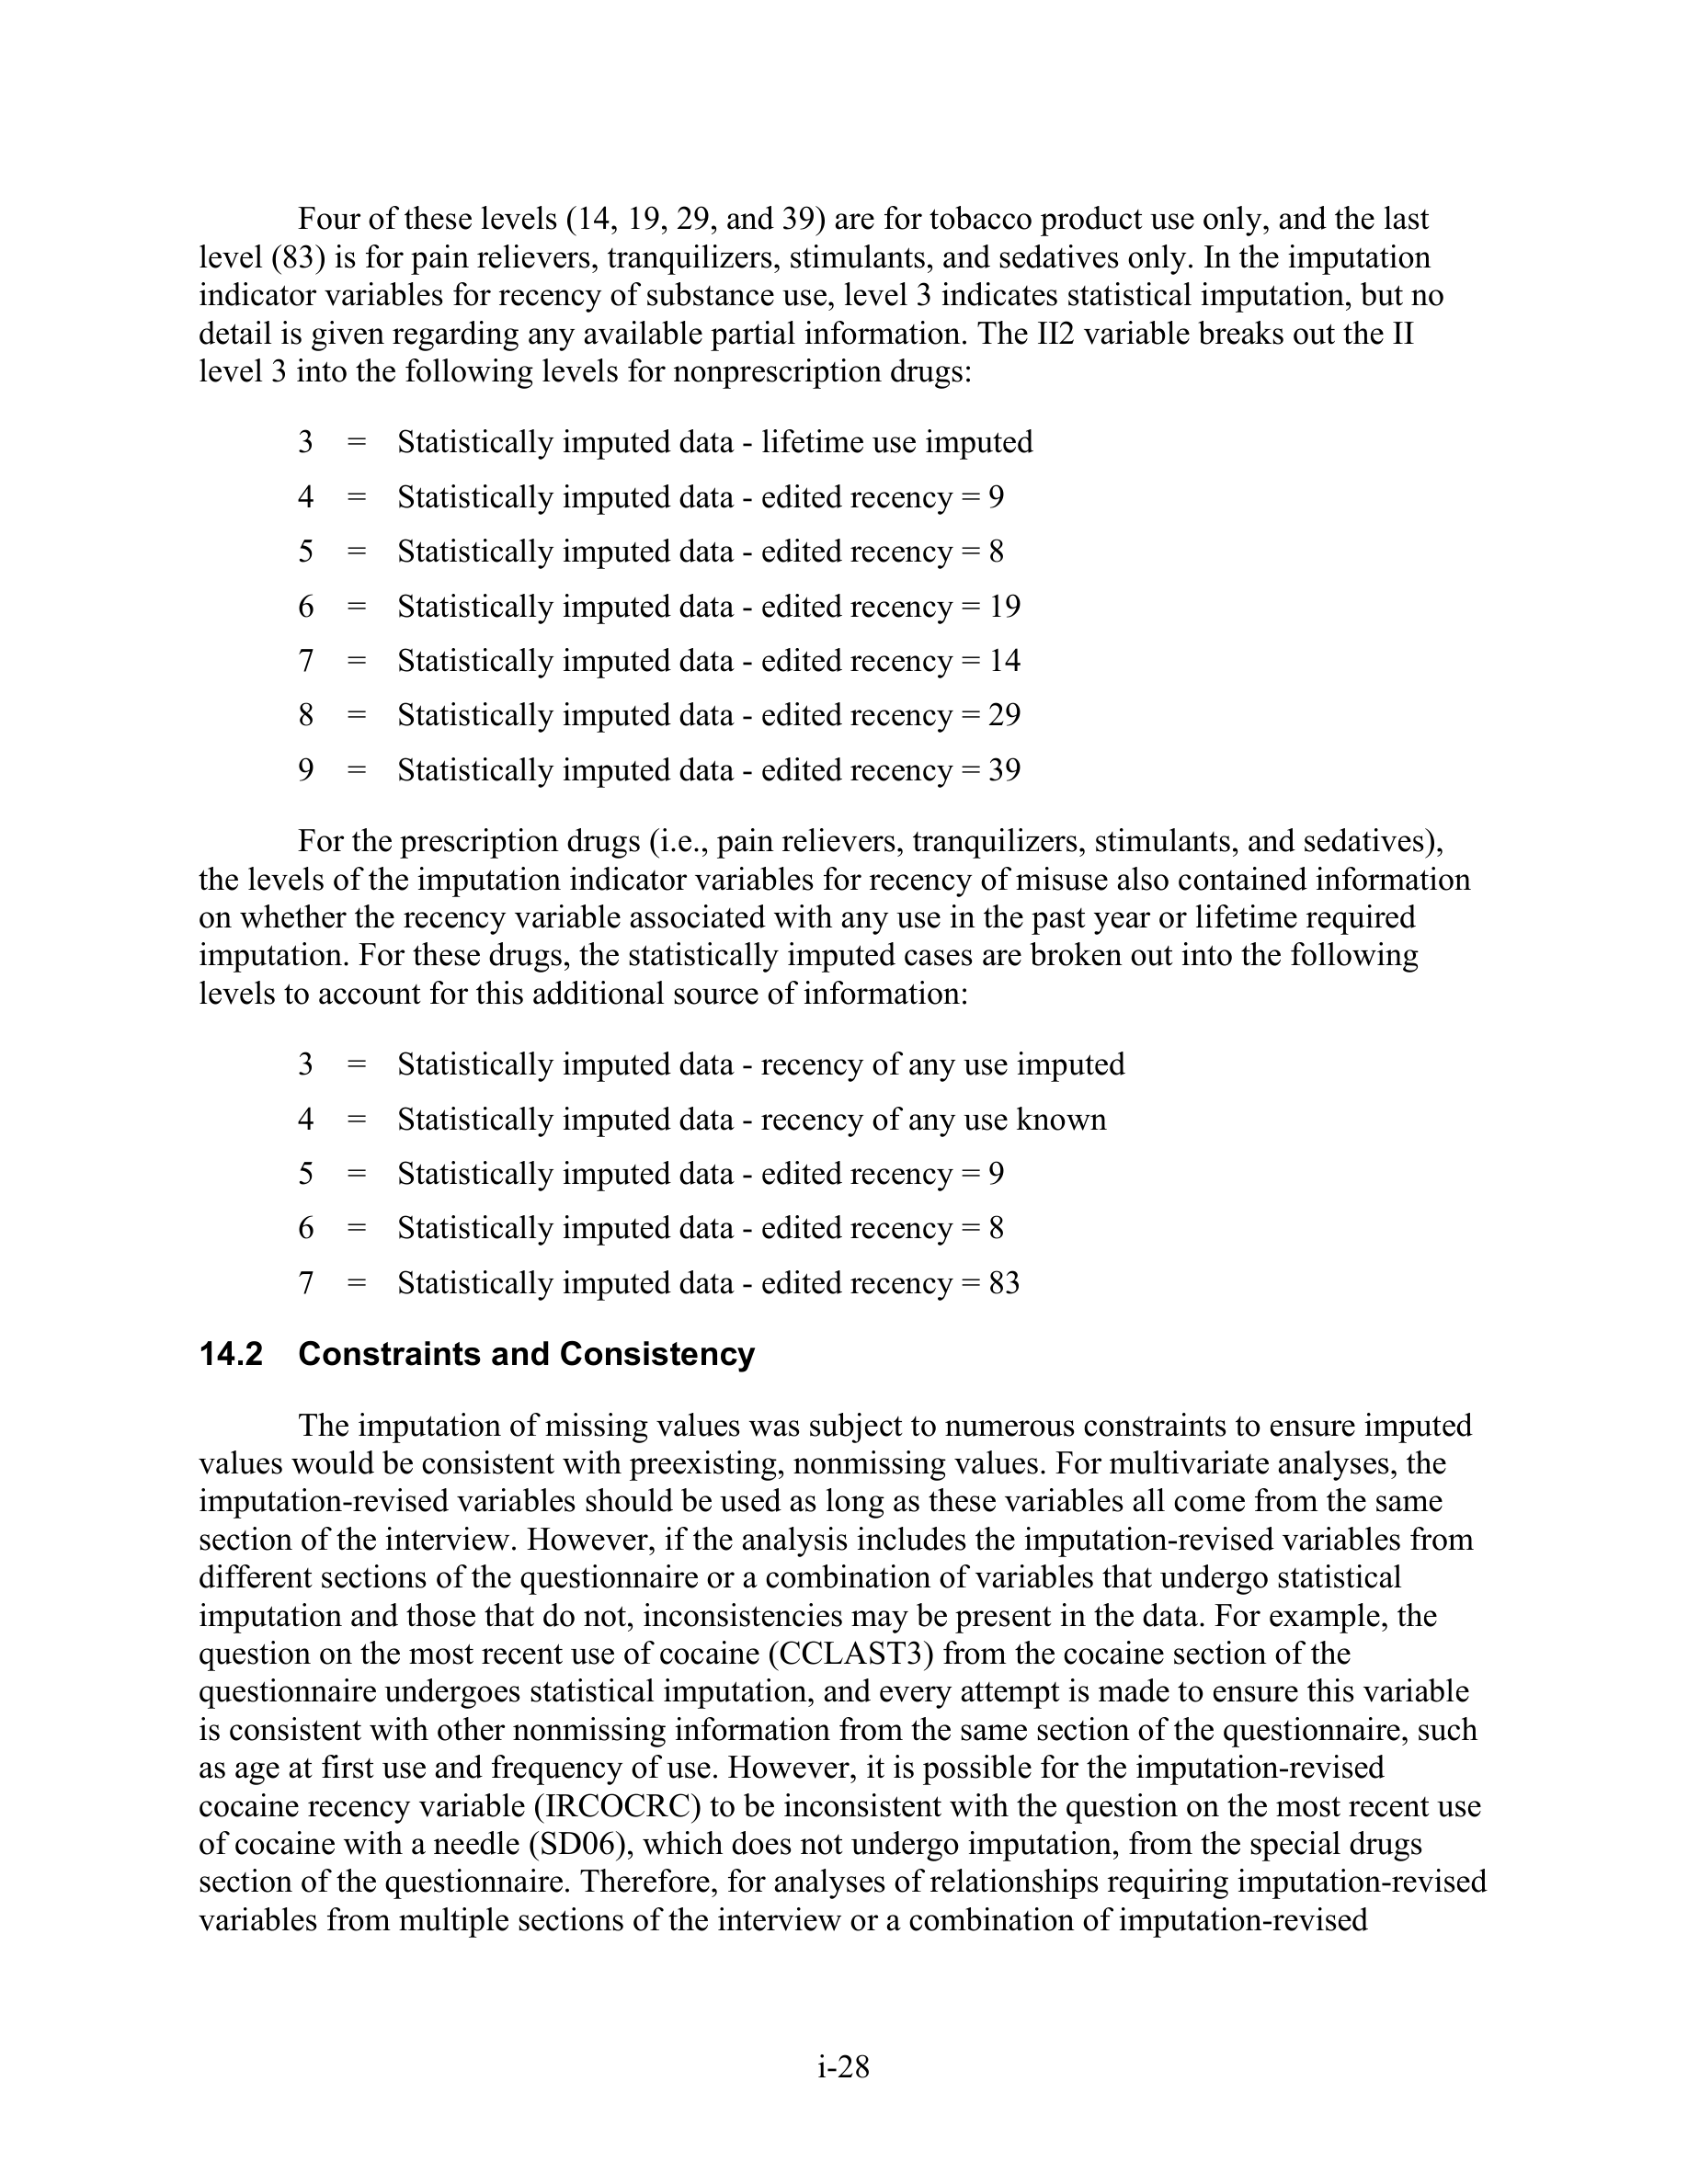 Four of these levels (14, 19, 29, and 39) are for tobacco product use only, and the last
level (83) is for pain relievers, tranquilizers, stimulants, and sedatives only. In the imputation
indicator variables for recency of substance use, level 3 indicates statistical imputation, but no
detail is given regarding any available partial information. The II2 variable breaks out the II
level 3 into the following levels for nonprescription drugs:
3 = Statistically imputed data - lifetime use imputed
4 = Statistically imputed data - edited recency = 9
5 = Statistically imputed data - edited recency = 8
6 = Statistically imputed data - edited recency = 19
7 = Statistically imputed data - edited recency = 14
8 = Statistically imputed data - edited recency = 29
9 = Statistically imputed data - edited recency = 39
For the prescription drugs (i.e., pain relievers, tranquilizers, stimulants, and sedatives),
the levels of the imputation indicator variables for recency of misuse also contained information
on whether the recency variable associated with any use in the past year or lifetime required
imputation. For these drugs, the statistically imputed cases are broken out into the following
levels to account for this additional source of information:
3 = Statistically imputed data - recency of any use imputed
4 = Statistically imputed data - recency of any use known
5 = Statistically imputed data - edited recency = 9
6 = Statistically imputed data - edited recency = 8
7 = Statistically imputed data - edited recency = 83
14.2 Constraints and Consistency
The imputation of missing values was subject to numerous constraints to ensure imputed
values would be consistent with preexisting, nonmissing values. For multivariate analyses, the
imputation-revised variables should be used as long as these variables all come from the same
section of the interview. However, if the analysis includes the imputation-revised variables from
different sections of the questionnaire or a combination of variables that undergo statistical
imputation and those that do not, inconsistencies may be present in the data. For example, the
question on the most recent use of cocaine (CCLAST3) from the cocaine section of the
questionnaire undergoes statistical imputation, and every attempt is made to ensure this variable
is consistent with other nonmissing information from the same section of the questionnaire, such
as age at first use and frequency of use. However, it is possible for the imputation-revised
cocaine recency variable (IRCOCRC) to be inconsistent with the question on the most recent use
of cocaine with a needle (SD06), which does not undergo imputation, from the special drugs
section of the questionnaire. Therefore, for analyses of relationships requiring imputation-revised
variables from multiple sections of the interview or a combination of imputation-revised
i-28